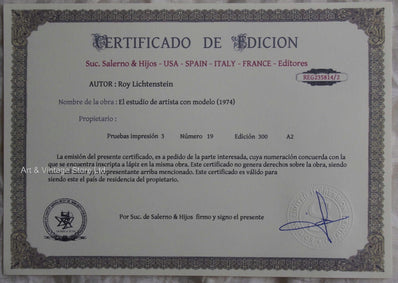 CERTIFICADO DE EDICION
Suc. Salerno & Hijos - USA - SPAIN - ITALY - FRANCE - Editores
REG235814/2
AUTOR : Roy Lichtenstein
Nombre de la obra : El estudio de artista con modelo (1974)
Propietario :
Pruebas impresión 3 Número 19 Edición 300 A2
La emisión del presente certificado, es a pedido de la parte interesada, cuya numeración concuerda con la
que se encuentra inscripta a lápiz en la misma obra. Este certificado no genera derechos sobre la obra, siendo
representante arriba mencionado. Este certificado es válido para
siendo este el país de residencia del propietario.
Art & Vintage Story Ltd
Por Suc. de Salerno & Hijos firmo y signo el presente